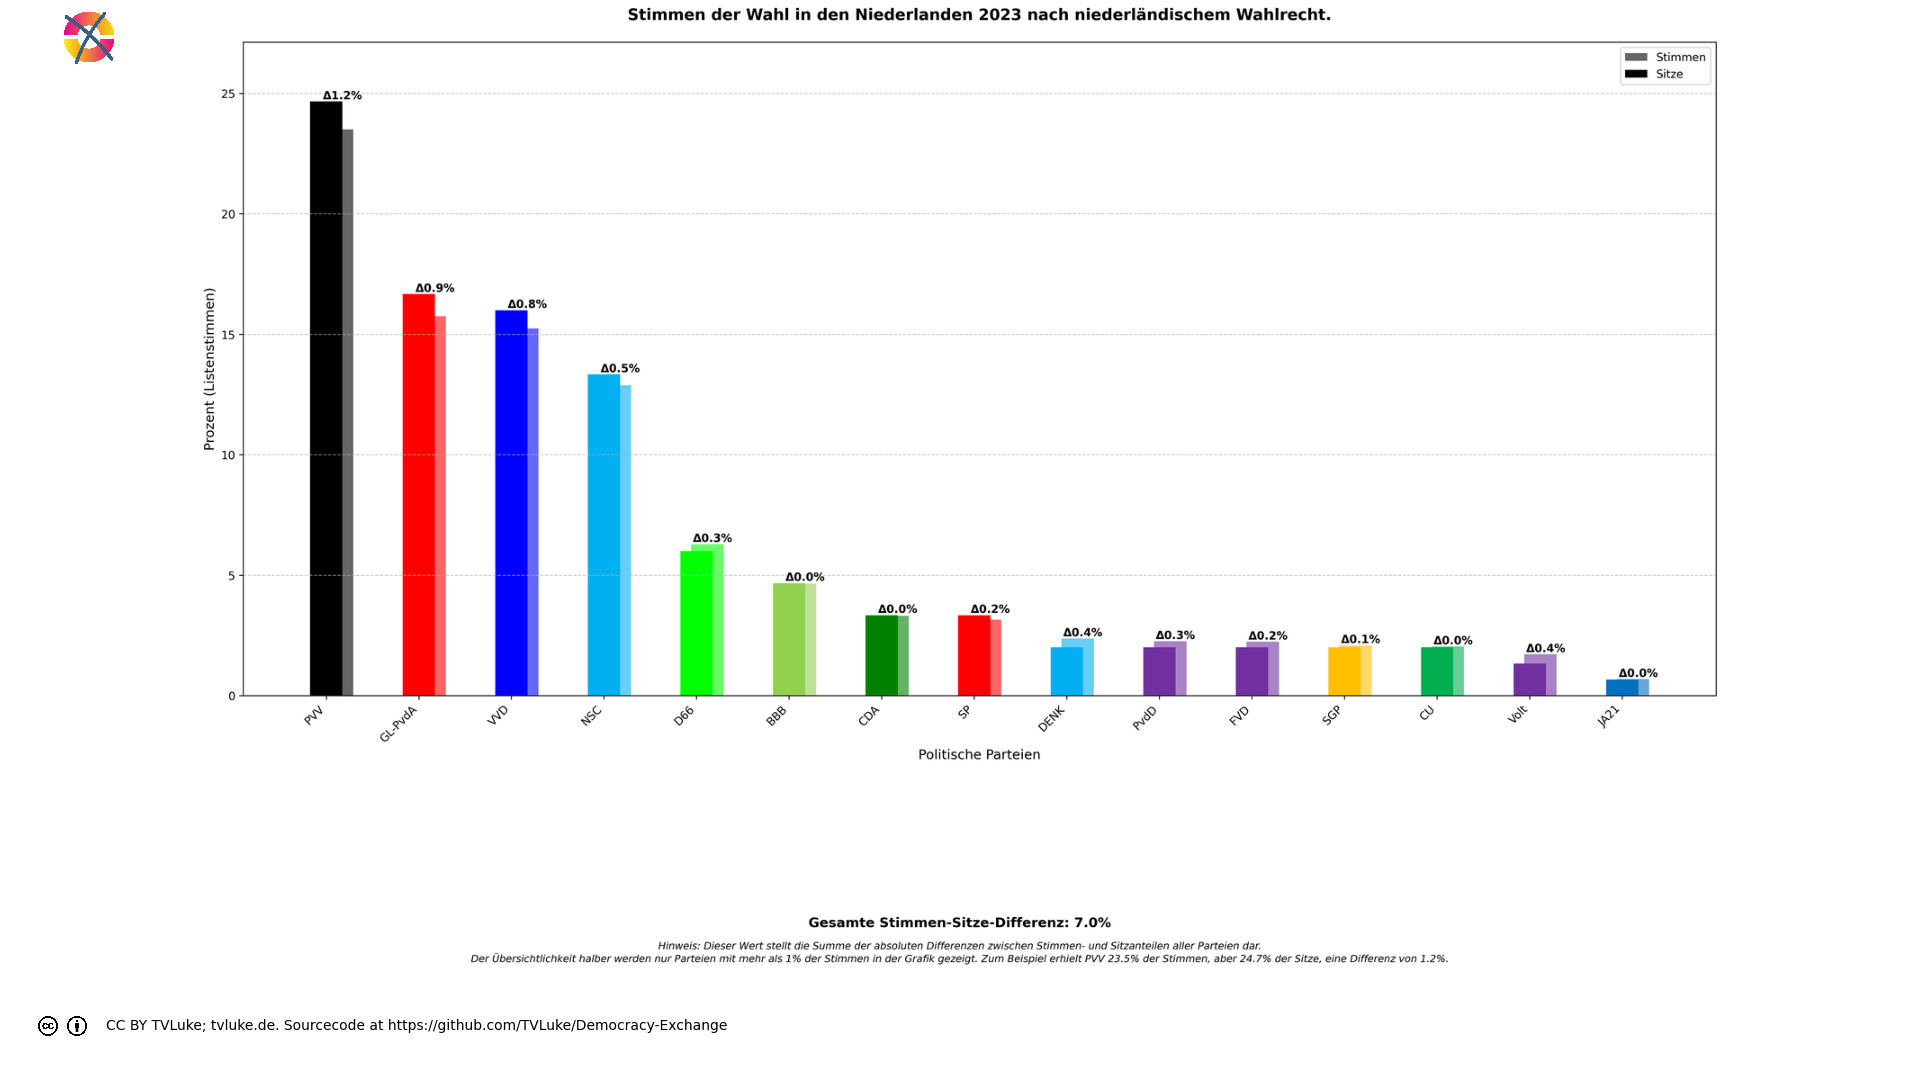 Stimmen der Wahl in den Niederlanden 2023 nach niederländischem Wahlrecht.
Stimmen
Sitze
Prozent (Listenstimmen)
25
20
15
10
5
0
Δ1.2%
Δ0.9%
Δ0.8%
Δ0.5%
Δ0.3%
Δ0.0%
Δ0.0%
Δ0.2%
Δ0.4%
Δ0.3%
Δ0.2%
Δ0.1%
Δ0.0%
Δ0.4%
Δ0.0%
PVV
GL-PvdA
VVD
NSC
D66
BBB
CDA
SP
DENK
PvdD
FVD
SGP
CU
Volt
JA21
Politische Parteien
Gesamte Stimmen-Sitze-Differenz: 7.0%
Hinweis: Dieser Wert stellt die Summe der absoluten Differenzen zwischen Stimmen- und Sitzanteilen aller Parteien dar.
Der Übersichtlichkeit halber werden nur Parteien mit mehr als 1% der Stimmen in der Grafik gezeigt. Zum Beispiel erhielt PVV 23.5% der Stimmen, aber 24.7% der Sitze, eine Differenz von 1.2%.
cc
CC BY TVLuke; tvluke.de. Sourcecode at https://github.com/TVLuke/Democracy-Exchange